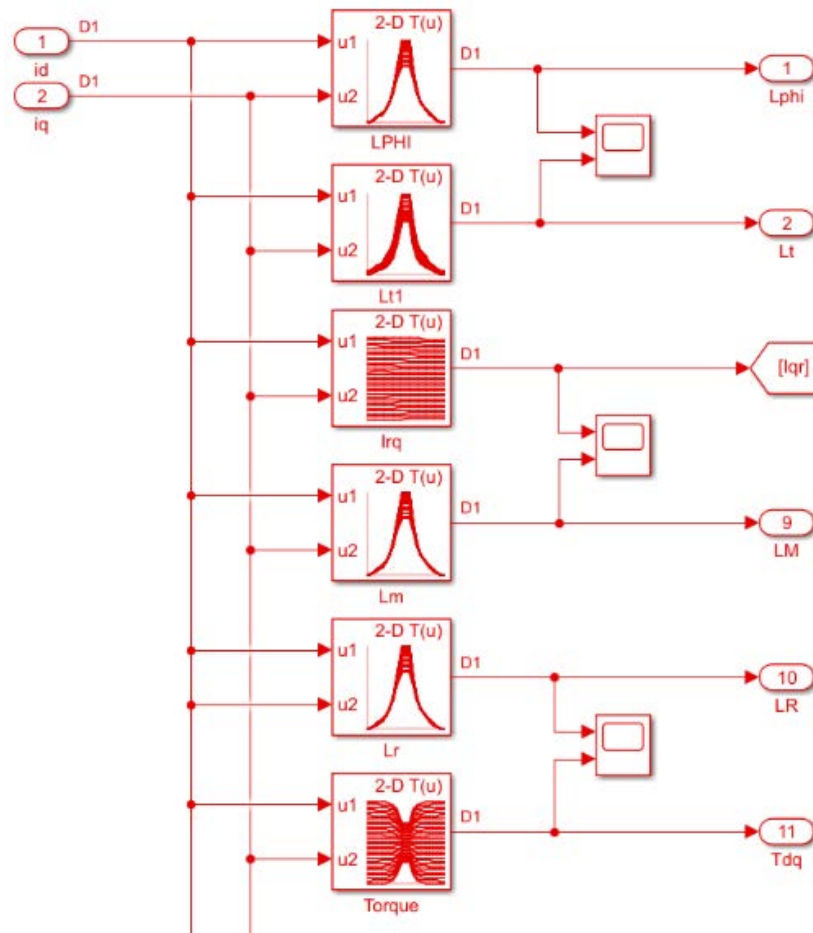 D1
1
id
D1
2
iq
2-D T(u)
u1
u2
LPHI
D1
1
Lphi
2-D T(u)
u1
u2
Lt1
D1
2
Lt
2-D T(u)
u1
u2
Irq
D1
[Iqr]
2-D T(u)
u1
u2
Lm
D1
9
LM
2-D T(u)
u1
u2
Lr
D1
10
LR
2-D T(u)
u1
u2
Torque
D1
11
Tdq